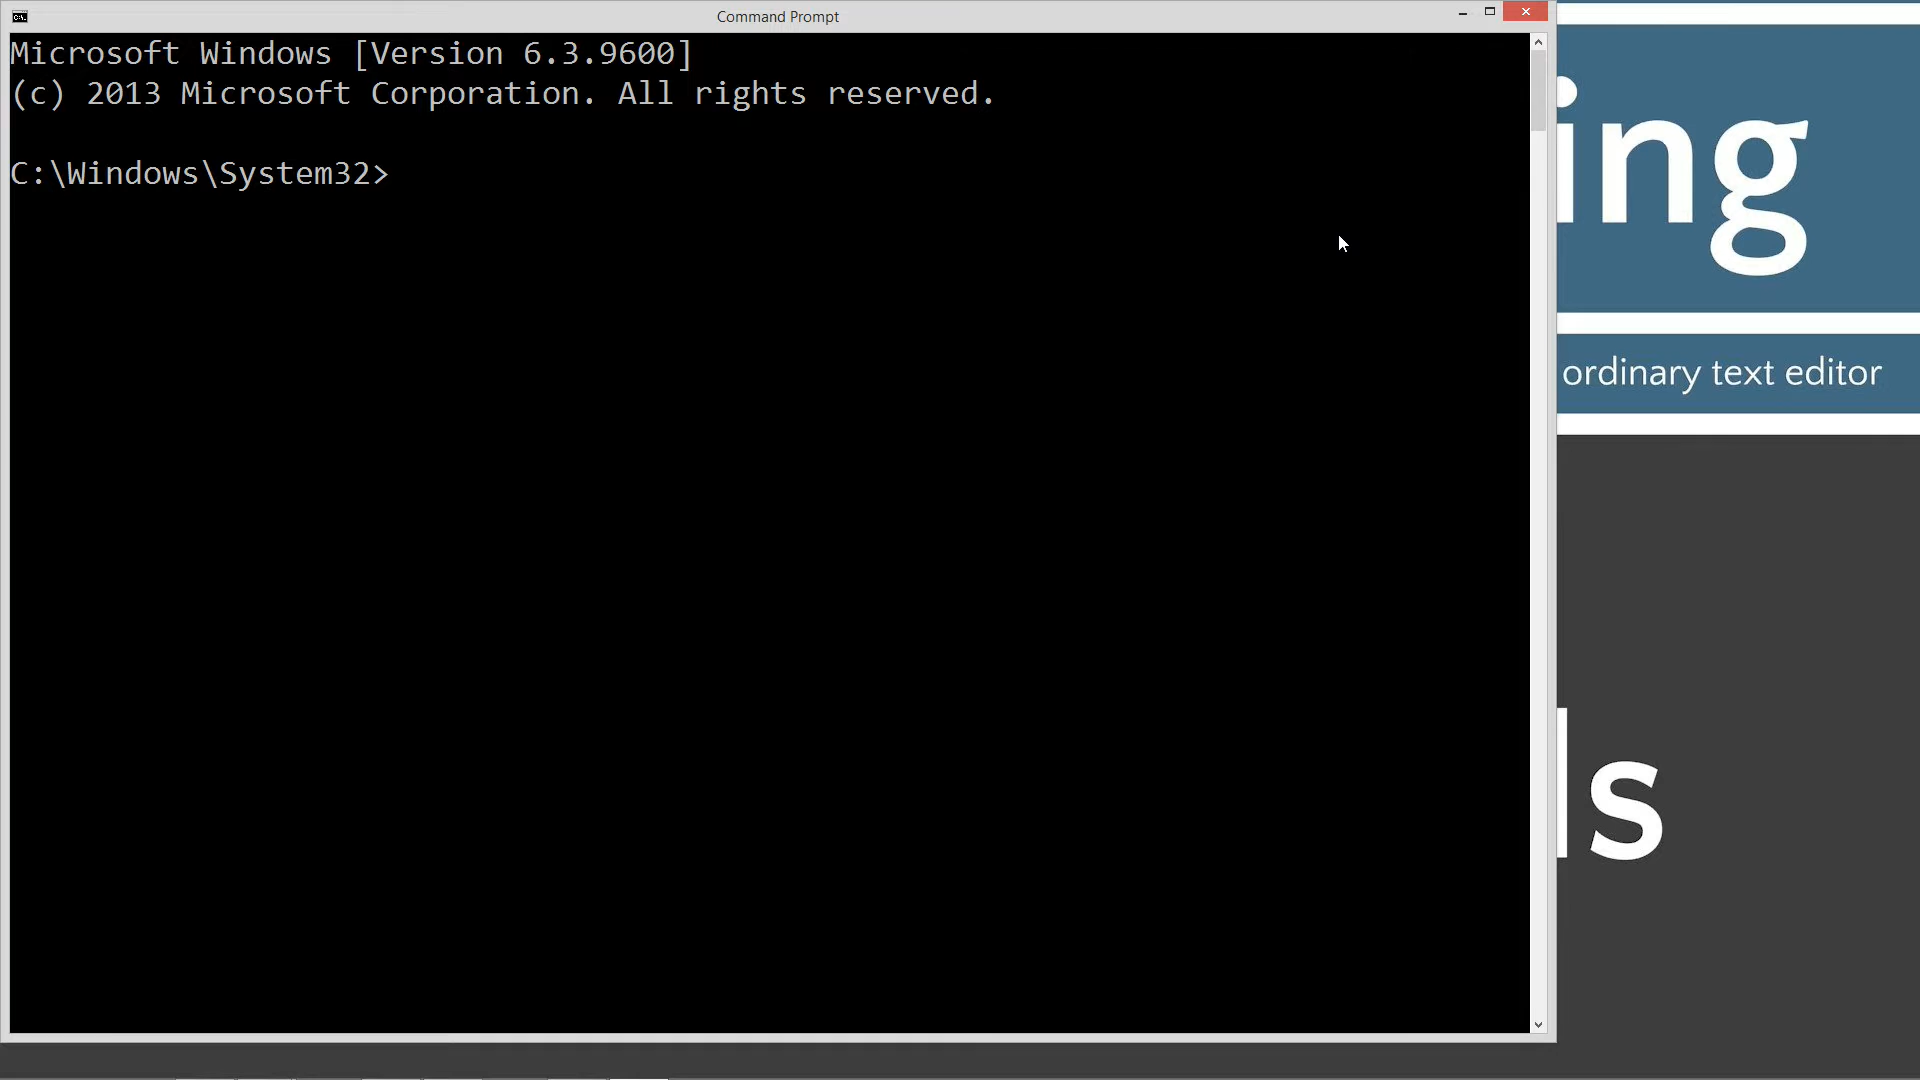 Command Prompt
Microsoft Windows [Version 6.3.9600]
(c) 2013 Microsoft Corporation. All rights reserved.
C:\Windows\System32>
ing
ordinary text editor
ls